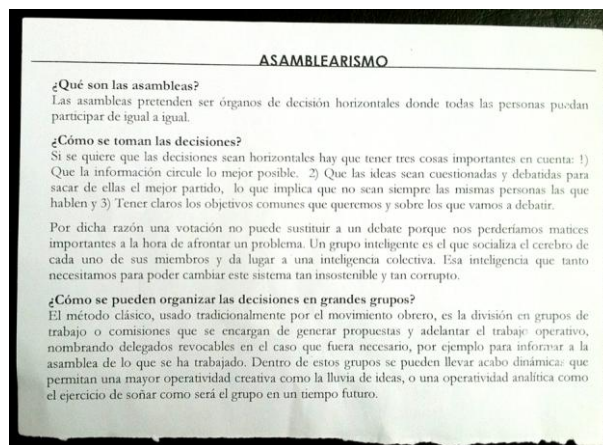 ASAMBLEARISMO
¿Qué son las asambleas?
Las asambleas pretenden ser órganos de decisión horizontales donde todas las personas puedan
participar de igual a igual.
¿Cómo se toman las decisiones?
Si se quiere que las decisiones sean horizontales hay que tener tres cosas importantes en cuenta: !)
Que la información circule lo mejor posible. 2) Que las ideas sean cuestionadas y debatidas para
sacar de ellas el mejor partido, lo que implica que no sean siempre las mismas personas las que
hablen y 3) Tener claros los objetivos comunes que queremos y sobre los que vamos a debatir.
Por dicha razón una votación no puede sustituir a un debate porque nos perderíamos matices
importantes a la hora de afrontar un problema. Un grupo inteligente es el que socializa el cerebro de
cada uno de sus miembros y da lugar a una inteligencia colectiva. Esa inteligencia que tanto
necesitamos para poder cambiar este sistema tan insostenible y tan corrupto.
¿Cómo se pueden organizar las decisiones en grandes grupos?
El método clásico, usado tradicionalmente por el movimiento obrero, es la división en grupos de
trabajo o comisiones que se encargan de generar propuestas y adelantar el trabajo operativo,
nombrando delegados revocables en el caso que fuera necesario, por ejemplo para informar a la
asamblea de lo que se ha trabajado. Dentro de estos grupos se pueden llevar acabo dinámicas que
permitan una mayor operatividad creativa como la lluvia de ideas, o una operatividad analítica como
el ejercicio de soñar como será el grupo en un tiempo futuro.